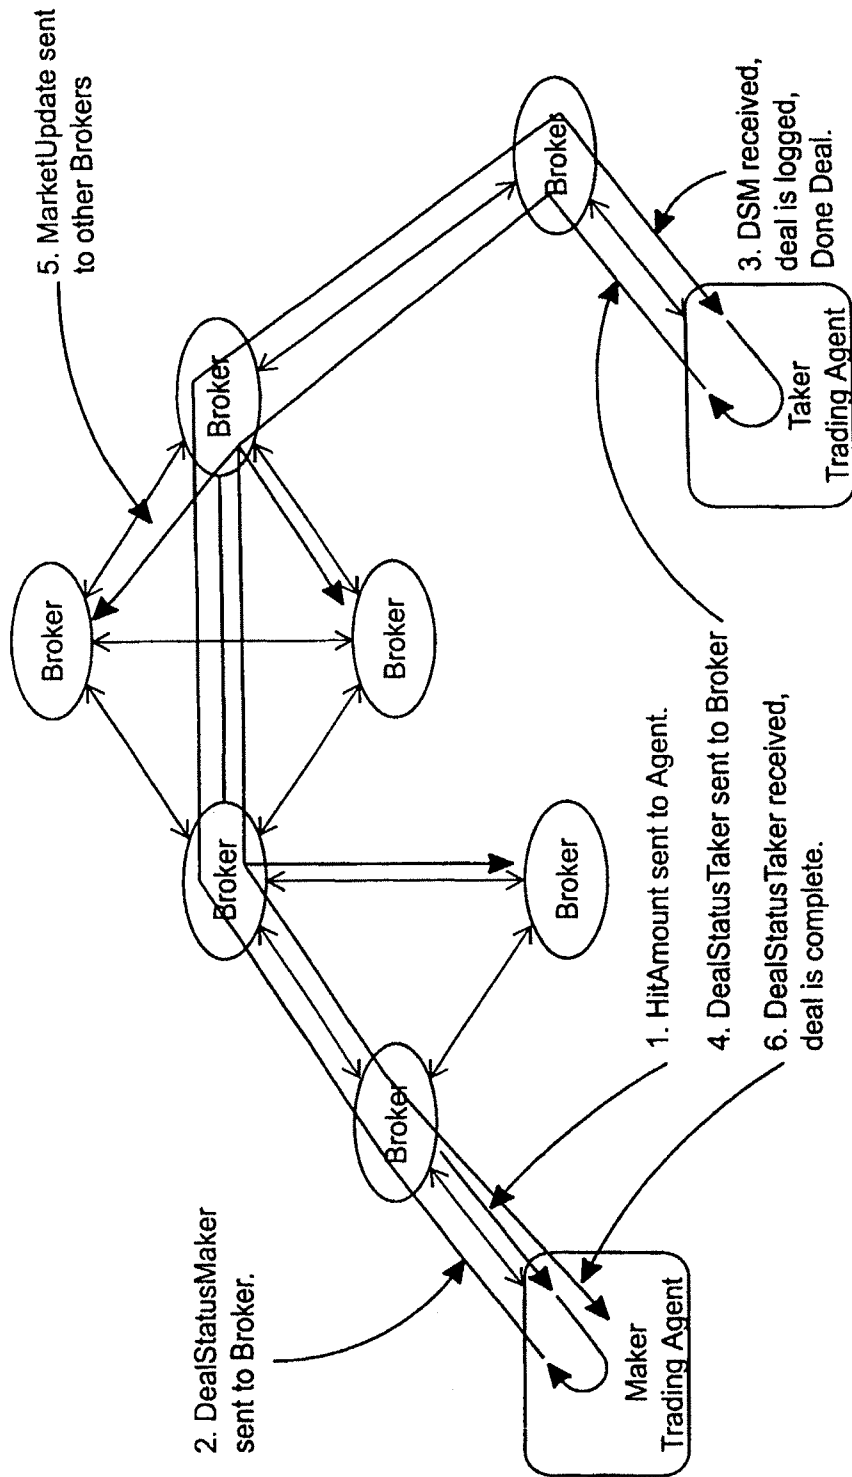 5. MarketUpdate sent
to other Brokers
Broker
Broker
Broker
Broker
Broker
Broker
Broker
2. DealStatusMaker
sent to Broker.
3. DSM received,
deal is logged,
Done Deal.
Maker
Trading Agent
Taker
Trading Agent
1. HitAmount sent to Agent.
4. DealStatusTaker sent to Broker
6. DealStatusTaker received,
deal is complete.